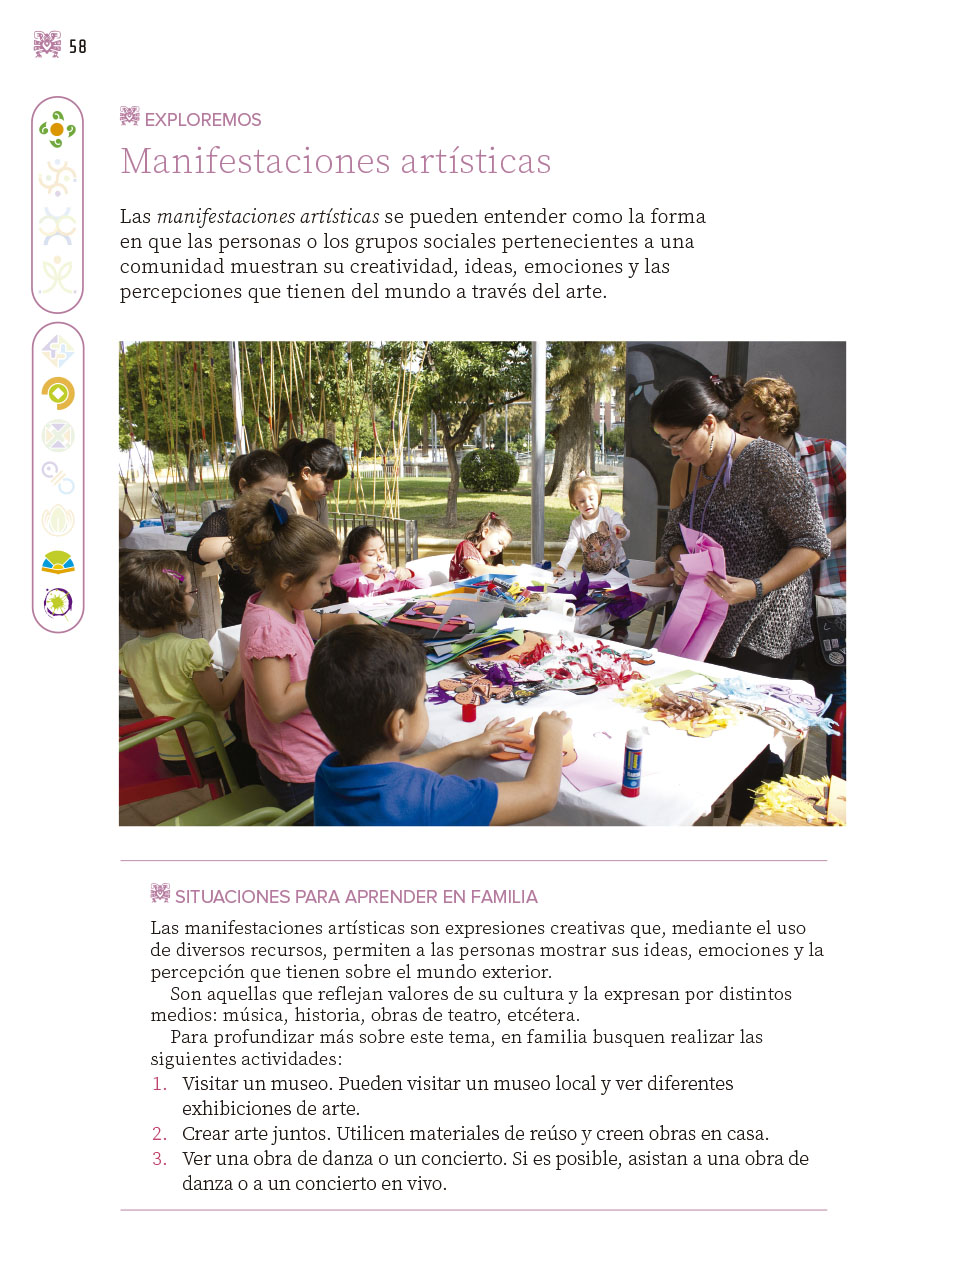 58
EXPLOREMOS
Manifestaciones artísticas
Las manifestaciones artísticas se pueden entender como la forma
en que las personas o los grupos sociales pertenecientes a una
comunidad muestran su creatividad, ideas, emociones y las
percepciones que tienen del mundo a través del arte.
SITUACIONES PARA APRENDER EN FAMILIA
Las manifestaciones artísticas son expresiones creativas que, mediante el uso
de diversos recursos, permiten a las personas mostrar sus ideas, emociones y la
percepción que tienen sobre el mundo exterior.
Son aquellas que reflejan valores de su cultura y la expresan por distintos
medios: música, historia, obras de teatro, etcétera.
Para profundizar más sobre este tema, en familia busquen realizar las
siguientes actividades:
1. Visitar un museo. Pueden visitar un museo local y ver diferentes
exhibiciones de arte.
2. Crear arte juntos. Utilicen materiales de reúso y creen obras en casa.
3. Ver una obra de danza o un concierto. Si es posible, asistan a una obra de
danza o a un concierto en vivo.